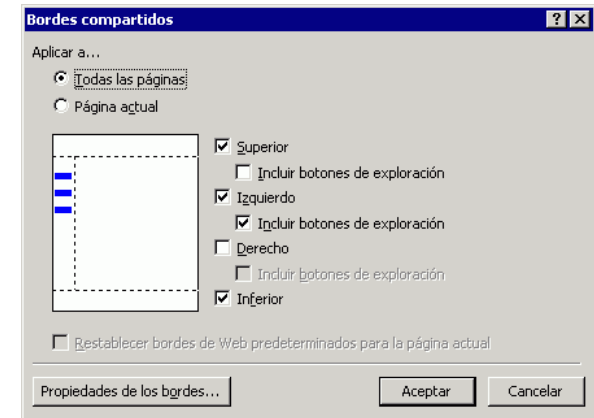 Bordes compartidos
Aplicar a...
Todas las páginas
Página actual
Superior
Incluir botones de exploración
Izquierdo
Incluir botones de exploración
Derecho
Incluir botones de exploración
Inferior
Restablecer bordes de Web predeterminados para la página actual
Propiedades de los bordes... Aceptar Cancelar